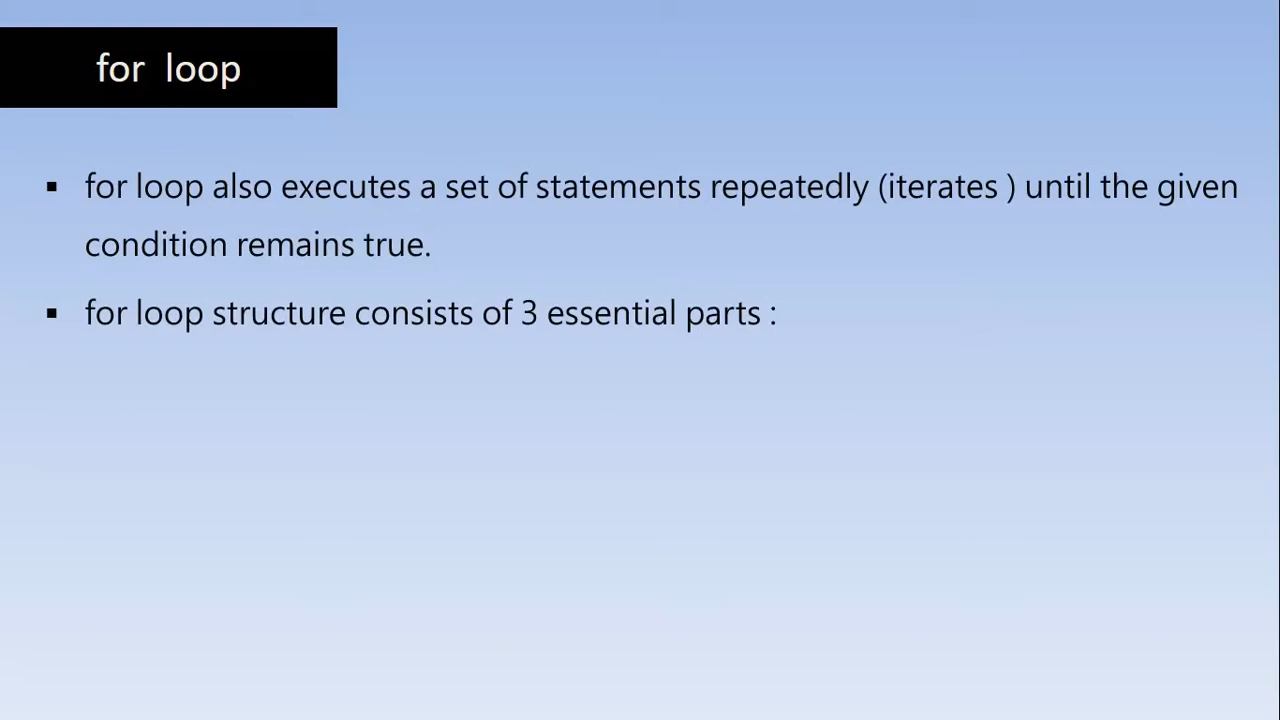 for loop
▪ for loop also executes a set of statements repeatedly (iterates ) until the given
condition remains true.
▪ for loop structure consists of 3 essential parts :